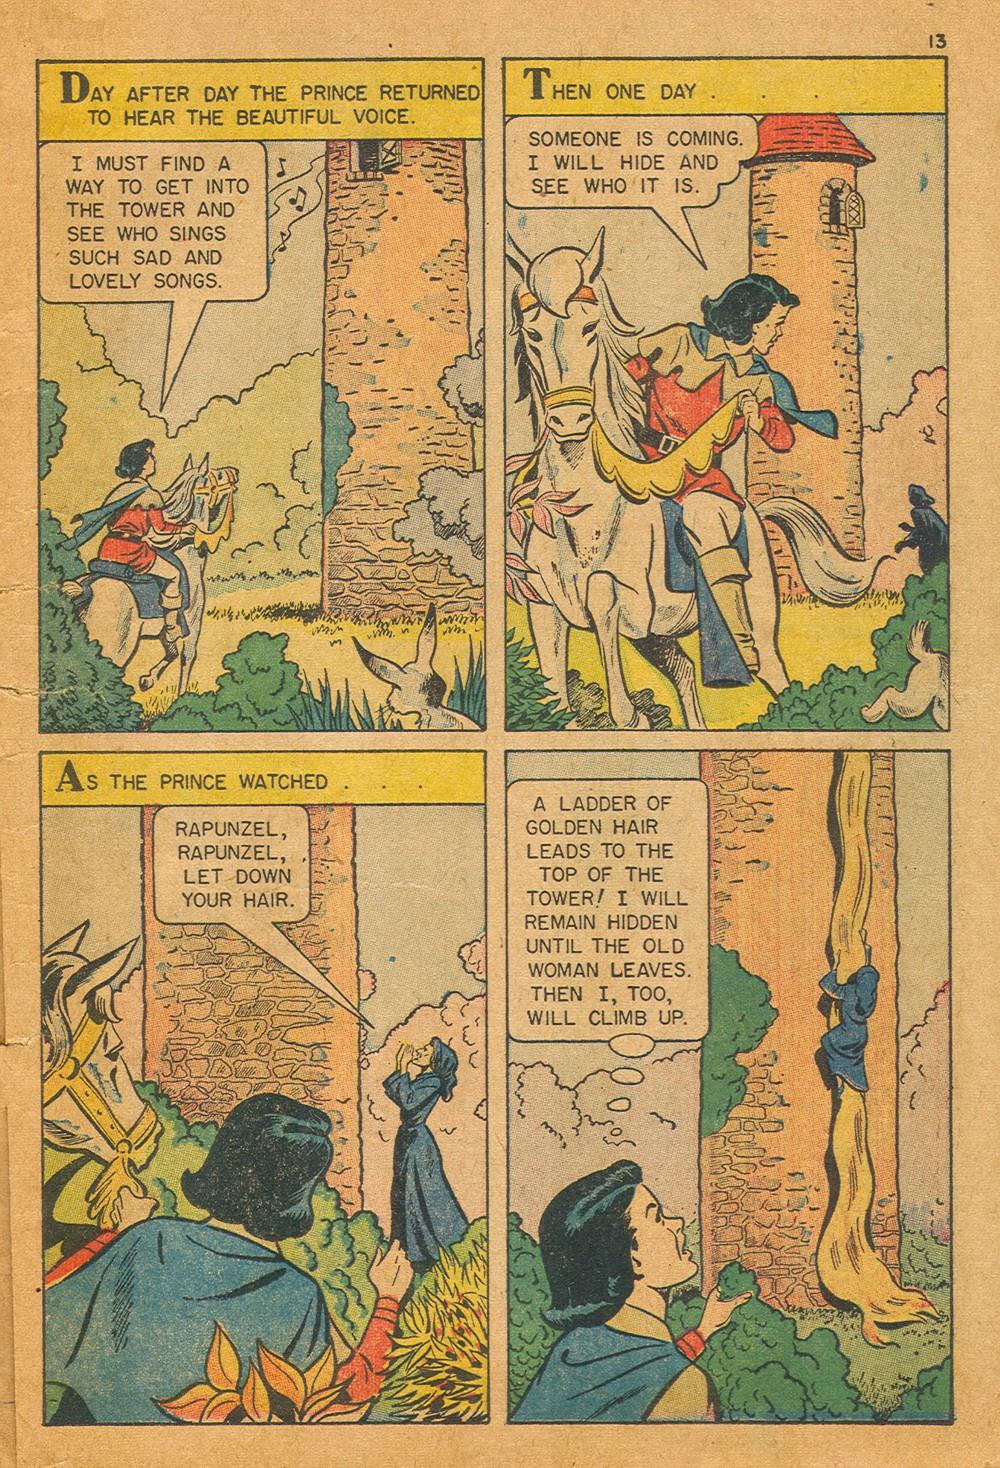 13
DAY AFTER DAY THE PRINCE RETURNED
TO HEAR THE BEAUTIFUL VOICE.
I MUST FIND A
WAY TO GET INTO
THE TOWER AND
SEE WHO SINGS
SUCH SAD AND
LOVELY SONGS.
THEN ONE DAY . . .
SOMEONE IS COMING.
I WILL HIDE AND
SEE WHO IT IS.
AS THE PRINCE WATCHED . . .
RAPUNZEL,
RAPUNZEL,
LET DOWN
YOUR HAIR.
A LADDER OF
GOLDEN HAIR
LEADS TO THE
TOP OF THE
TOWER! I WILL
REMAIN HIDDEN
UNTIL THE OLD
WOMAN LEAVES.
THEN I, TOO,
WILL CLIMB UP.